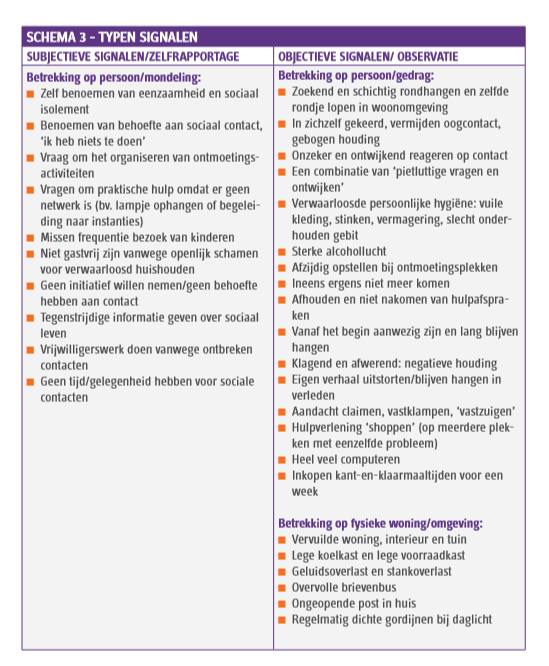 SCHEMA 3 – TYPEN SIGNALEN
SUBJECTIEVE SIGNALEN/ZELFRAPPORTAGE
Betrekking op persoon/mondeling:
Zelf benoemen van eenzaamheid en sociaal
isolement
Benoemen van behoefte aan sociaal contact,
‘ik heb niets te doen’
Vraag om het organiseren van ontmoetings-
activiteiten
Vragen om praktische hulp omdat er geen
netwerk is (bv. lampje ophangen of begelei-
ding naar instanties)
Missen frequentie bezoek van kinderen
Niet gastvrij zijn vanwege openlijk schamen
voor verwaarloosd huishouden
Geen initiatief willen nemen/geen behoefte
hebben aan contact
Tegenstrijdige informatie geven over sociaal
leven
Vrijwilligerswerk doen vanwege ontbreken
contacten
Geen tijd/gelegenheid hebben voor sociale
contacten
OBJECTIEVE SIGNALEN/ OBSERVATIE
Betrekking op persoon/gedrag:
Zoekend en schichtig rondhangen en zelfde
rondje lopen in woonomgeving
In zichzelf gekeerd, vermijden oogcontact,
gebogen houding
Onzeker en ontwijkend reageren op contact
Een combinatie van ‘pietluttige vragen en
ontwijken’
Verwaarloosde persoonlijke hygiëne: vuile
kleding, stinken, vermagering, slecht onder-
houden gebit
Sterke alcohollucht
Afzijdig opstellen bij ontmoetingsplekken
Ineens ergens niet meer komen
Afhouden en niet nakomen van hulpafspra-
ken
Vanaf het begin aanwezig zijn en lang blijven
hangen
Klagend en afwerend: negatieve houding
Eigen verhaal uitstorten/blijven hangen in
verleden
Aandacht claimen, vastklampen, ‘vastzuigen’
Hulpverlening ‘shoppen’ (op meerdere plek-
ken met eenzelfde probleem)
Heel veel computeren
Inkopen kant-en-klaarmaaltijden voor een
week
Betrekking op fysieke woning/omgeving:
Vervuilde woning, interieur en tuin
Lege koelkast en lege voorraadkast
Geluidsoverlast en stankoverlast
Overvolle brievenbus
Ongeopende post in huis
Regelmatig dichte gordijnen bij daglicht